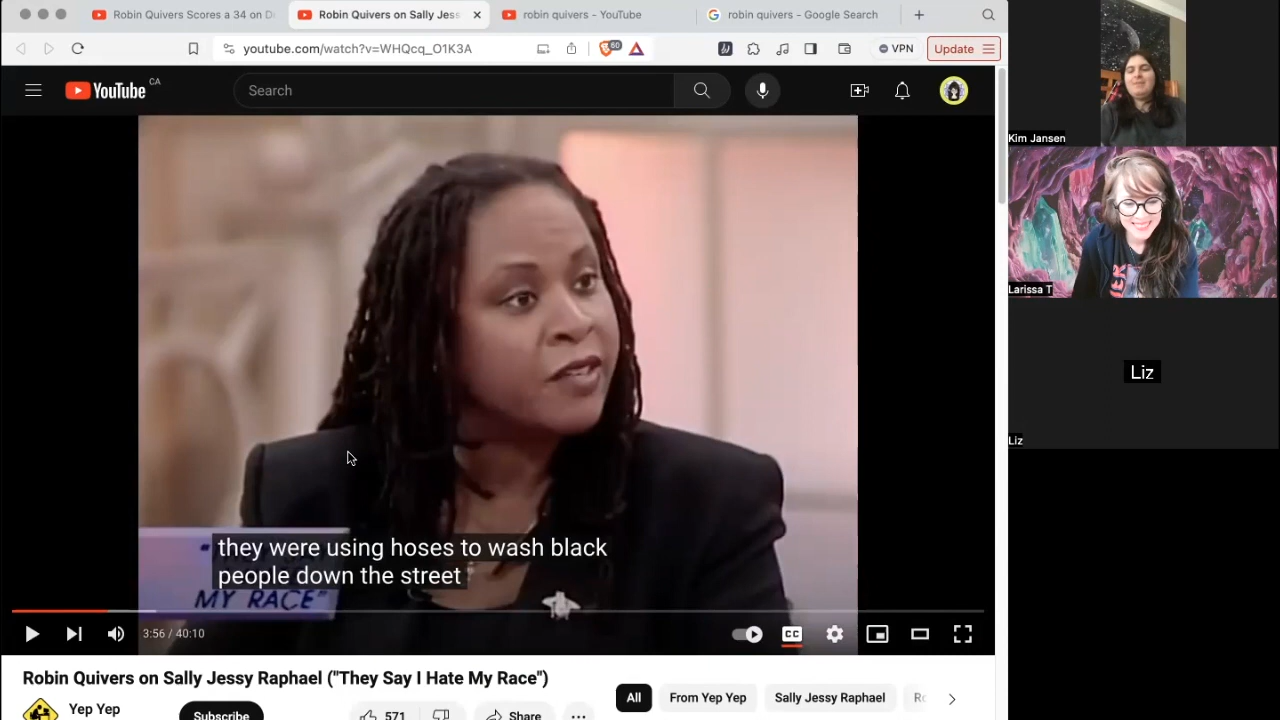 Robin Quivers Scores a 34 on D
Robin Quivers on Sally Jess
robin quivers - YouTube
robin quivers - Google Search
youtube.com/watch?v=WHQcq_O1K3A
60
VPN
Update
YouTube CA
Search
Kim Jansen
Larissa T
Liz
Liz
they were using hoses to wash black
people down the street
MY RACE"
3:56 / 40:10
CC
Robin Quivers on Sally Jessy Raphael ("They Say I Hate My Race")
Yep Yep
Subscribe
571
Share
All
From Yep Yep
Sally Jessy Raphael